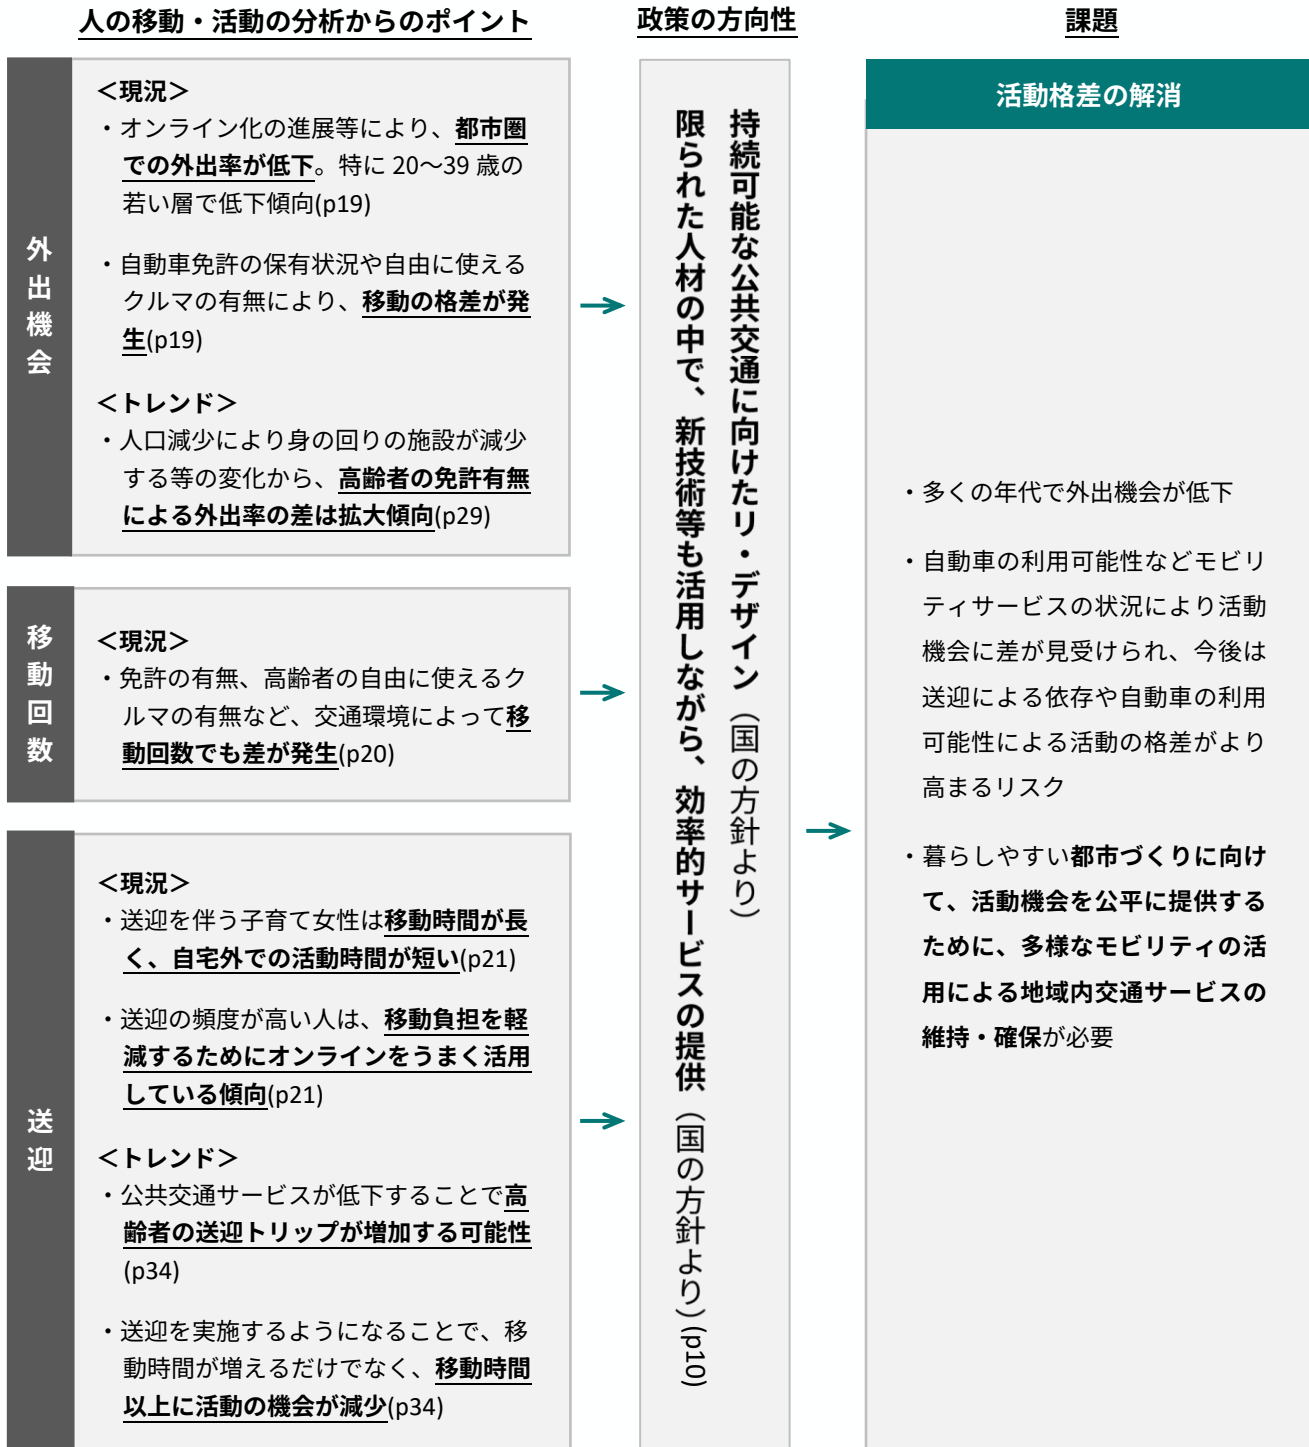 人の移動・活動の分析からのポイント
政策の方向性
課題
外出機会
＜現況＞
・オンライン化の進展等により、都市圏
での外出率が低下。特に 20～39 歳の
若い層で低下傾向(p19)
・自動車免許の保有状況や自由に使える
クルマの有無により、移動の格差が発
生(p19)
＜トレンド＞
・人口減少により身の回りの施設が減少
する等の変化から、高齢者の免許有無
による外出率の差は拡大傾向(p29)
移動回数
＜現況＞
・免許の有無、高齢者の自由に使えるク
ルマの有無など、交通環境によって移
動回数でも差が発生(p20)
送迎
＜現況＞
・送迎を伴う子育て女性は移動時間が長
く、自宅外での活動時間が短い(p21)
・送迎の頻度が高い人は、移動負担を軽
減するためにオンラインをうまく活用
している傾向(p21)
＜トレンド＞
・公共交通サービスが低下することで高
齢者の送迎トリップが増加する可能性
(p34)
・送迎を実施するようになることで、移
動時間が増えるだけでなく、移動時間
以上に活動の機会が減少(p34)
持続可能な公共交通に向けたリ・デザイン（国の方針より）
限られた人材の中で、新技術等も活用しながら、効率的サービスの提供（国の方針より）(p10)
活動格差の解消
・多くの年代で外出機会が低下
・自動車の利用可能性などモビリ
ティサービスの状況により活動
機会に差が見受けられ、今後は
送迎による依存や自動車の利用
可能性による活動の格差がより
高まるリスク
・暮らしやすい都市づくりに向け
て、活動機会を公平に提供する
ために、多様なモビリティの活
用による地域内交通サービスの
維持・確保が必要